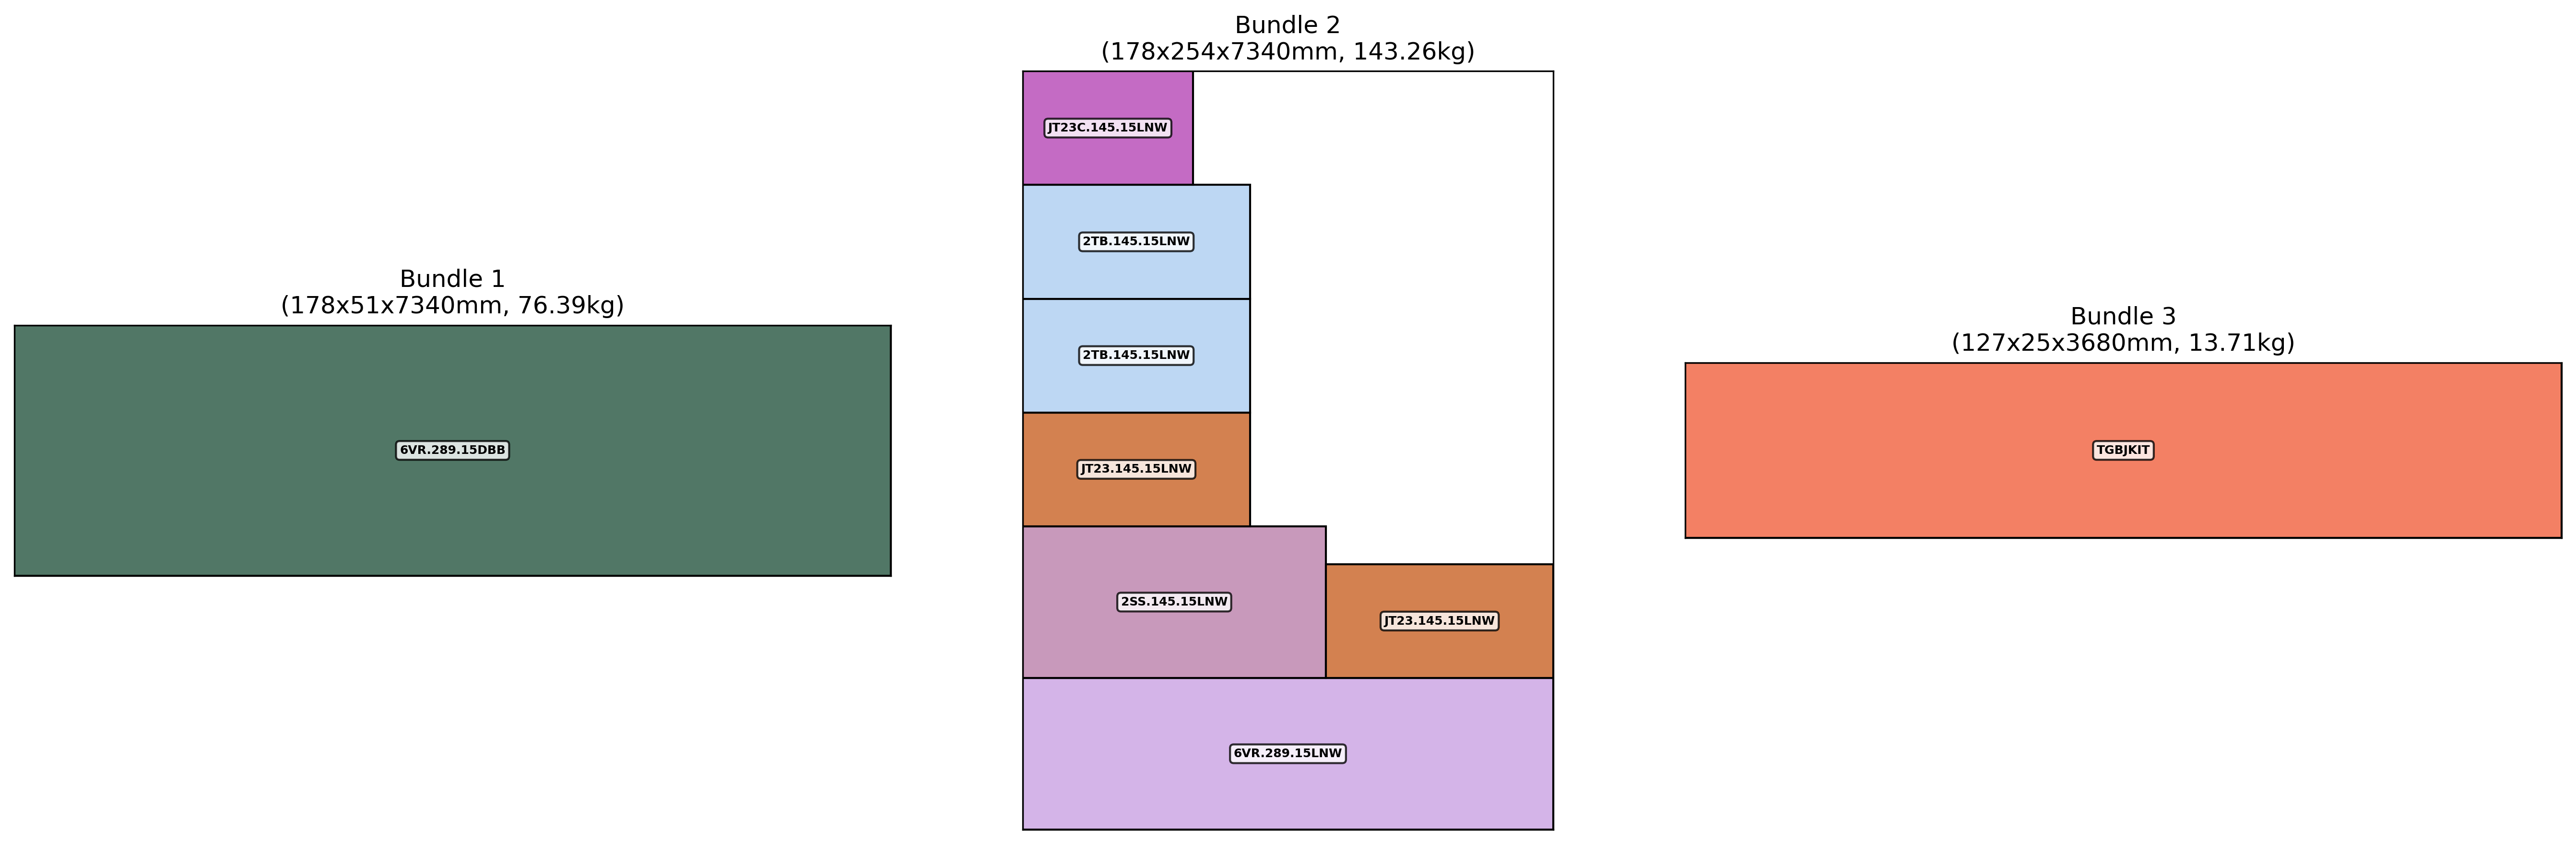 Bundle 1
(178x51x7340mm, 76.39kg)
6VR.289.15DBB
Bundle 2
(178x254x7340mm, 143.26kg)
JT23C.145.15LNW
2TB.145.15LNW
2TB.145.15LNW
JT23.145.15LNW
2SS.145.15LNW
JT23.145.15LNW
6VR.289.15LNW
Bundle 3
(127x25x3680mm, 13.71kg)
TGBJKIT